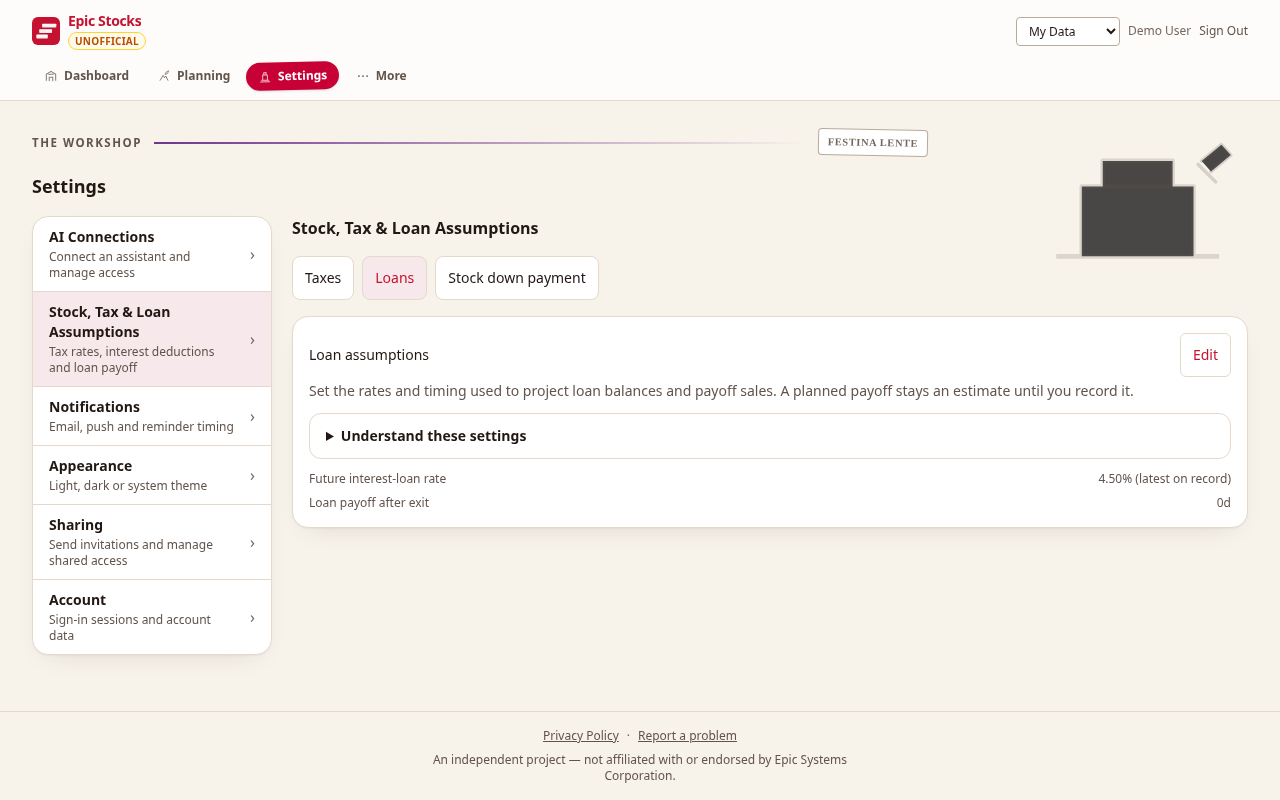 Epic Stocks
UNOFFICIAL
My Data
Demo User
Sign Out
Dashboard
Planning
Settings
More
THE WORKSHOP
FESTINA LENTE
Settings
AI Connections
Connect an assistant and
manage access
Stock, Tax & Loan
Assumptions
Tax rates, interest deductions
and loan payoff
Notifications
Email, push and reminder timing
Appearance
Light, dark or system theme
Sharing
Send invitations and manage
shared access
Account
Sign-in sessions and account
data
Stock, Tax & Loan Assumptions
Taxes
Loans
Stock down payment
Loan assumptions
Edit
Set the rates and timing used to project loan balances and payoff sales. A planned payoff stays an estimate until you record it.
Understand these settings
Future interest-loan rate
4.50% (latest on record)
Loan payoff after exit
0d
Privacy Policy · Report a problem
An independent project — not affiliated with or endorsed by Epic Systems
Corporation.